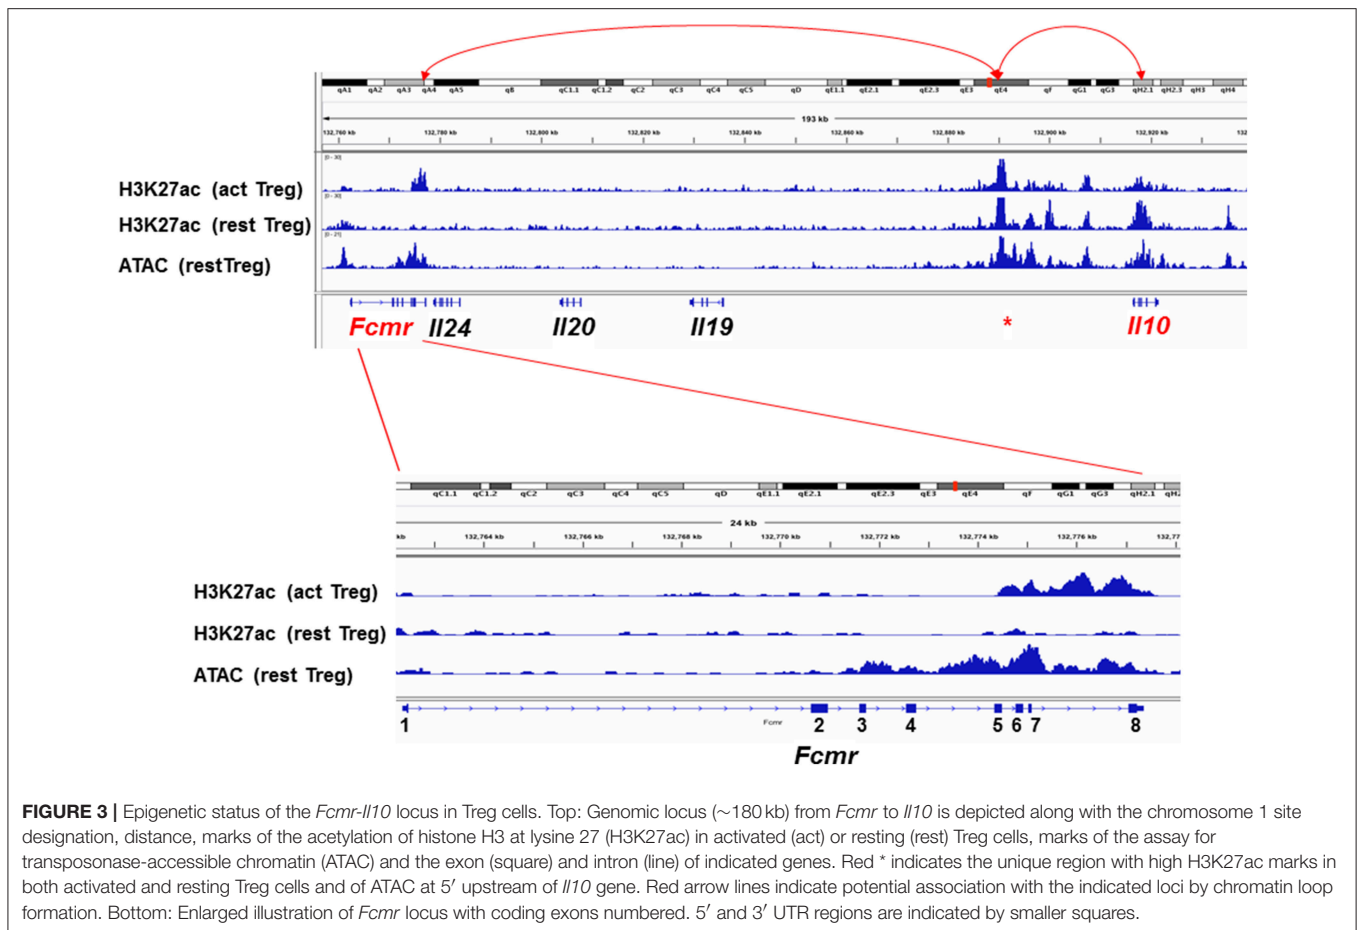 qA1 qA2 qA3 qA4 qA5 qB qC1.1 qC1.2 qC2 qC3 qC4 qC5 qD qE1.1 qE2.1 qE2.3 qE3 qE4 qF qG1 qG3 qH2.1 qH2.3 qH3 qH4
193 kb
132,760 kb 132,780 kb 132,800 kb 132,820 kb 132,840 kb 132,860 kb 132,880 kb 132,900 kb 132,920 kb 132
[0 - 30]
H3K27ac (act Treg)
[0 - 30]
H3K27ac (rest Treg)
[0 - 21]
ATAC (restTreg)
Fcmr Il24 Il20 Il19 * Il10
qC1.1 qC1.2 qC2 qC3 qC4 qC5 qD qE1.1 qE2.1 qE2.3 qE3 qE4 qF qG1 qG3 qH2.1 qH2
24 kb
kb 132,764 kb 132,766 kb 132,768 kb 132,770 kb 132,772 kb 132,774 kb 132,776 kb 132,77
H3K27ac (act Treg)
H3K27ac (rest Treg)
ATAC (rest Treg)
1 Fcmr 2 3 4 5 6 7 8
Fcmr
FIGURE 3 | Epigenetic status of the Fcmr-Il10 locus in Treg cells. Top: Genomic locus (∼180 kb) from Fcmr to Il10 is depicted along with the chromosome 1 site
designation, distance, marks of the acetylation of histone H3 at lysine 27 (H3K27ac) in activated (act) or resting (rest) Treg cells, marks of the assay for
transposonase-accessible chromatin (ATAC) and the exon (square) and intron (line) of indicated genes. Red * indicates the unique region with high H3K27ac marks in
both activated and resting Treg cells and of ATAC at 5′ upstream of Il10 gene. Red arrow lines indicate potential association with the indicated loci by chromatin loop
formation. Bottom: Enlarged illustration of Fcmr locus with coding exons numbered. 5′ and 3′ UTR regions are indicated by smaller squares.